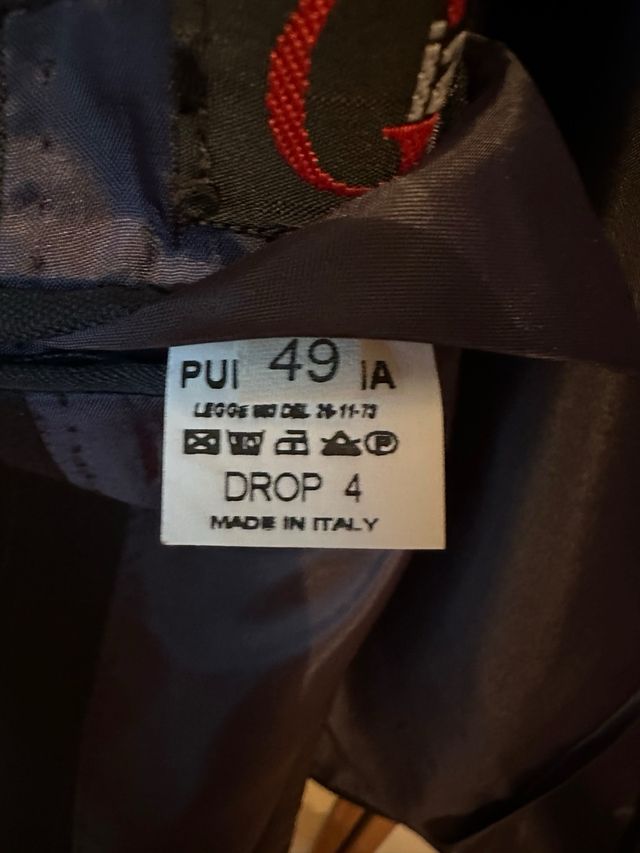 PUI 49 IA
LEGGE 883 DEL 26-11-73
DROP 4
MADE IN ITALY